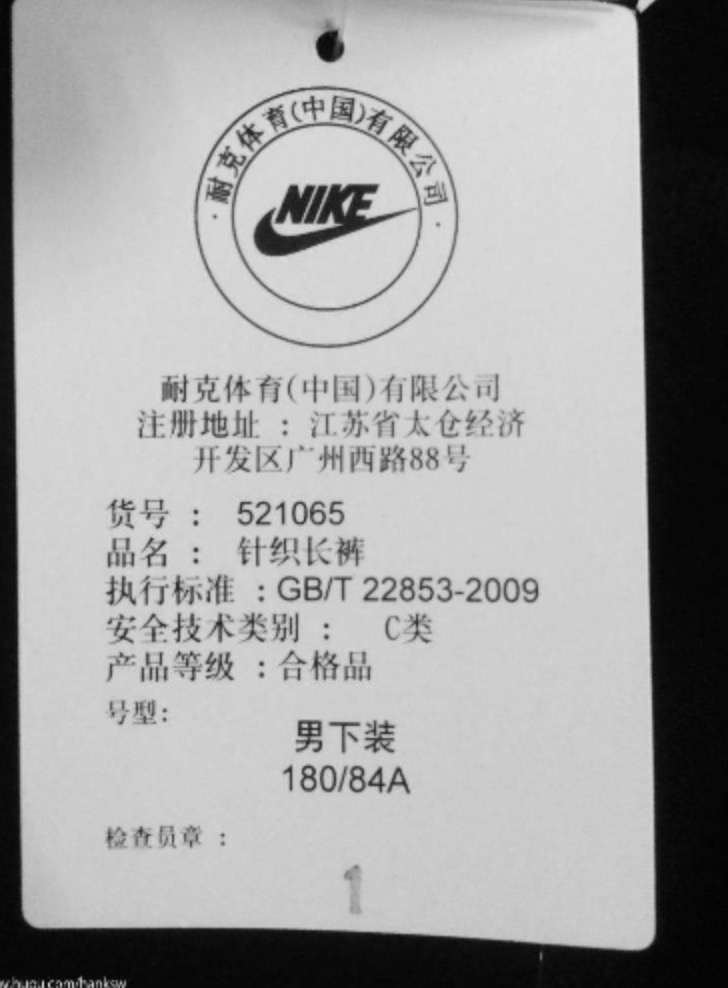 ·耐克体育(中国)有限公司·
NIKE
耐克体育(中国)有限公司
注册地址 : 江苏省太仓经济
开发区广州西路88号
货号 : 521065
品名 : 针织长裤
执行标准 :GB/T 22853-2009
安全技术类别 : C类
产品等级 :合格品
号型:
男下装
180/84A
检查员章 :
1